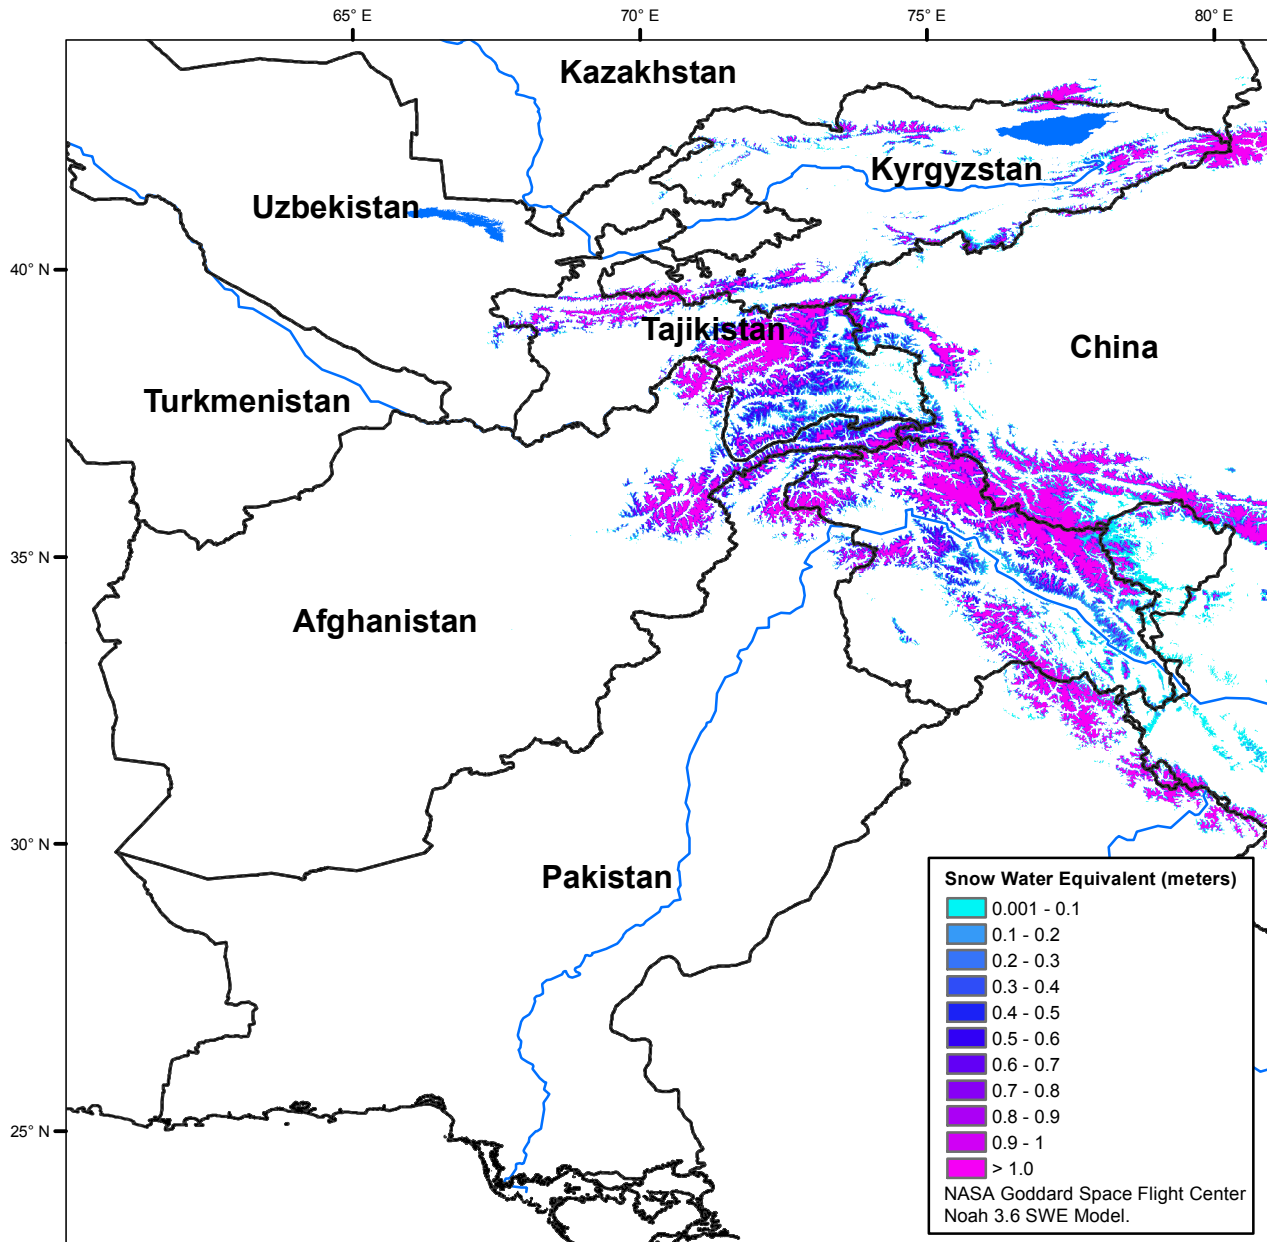 65° E
70° E
75° E
80° E
Kazakhstan
Kyrgyzstan
Uzbekistan
40° N
Tajikistan
China
Turkmenistan
35° N
Afghanistan
30° N
Pakistan
25° N
Snow Water Equivalent (meters)
0.001 - 0.1
0.1 - 0.2
0.2 - 0.3
0.3 - 0.4
0.4 - 0.5
0.5 - 0.6
0.6 - 0.7
0.7 - 0.8
0.8 - 0.9
0.9 - 1
> 1.0
NASA Goddard Space Flight Center
Noah 3.6 SWE Model.